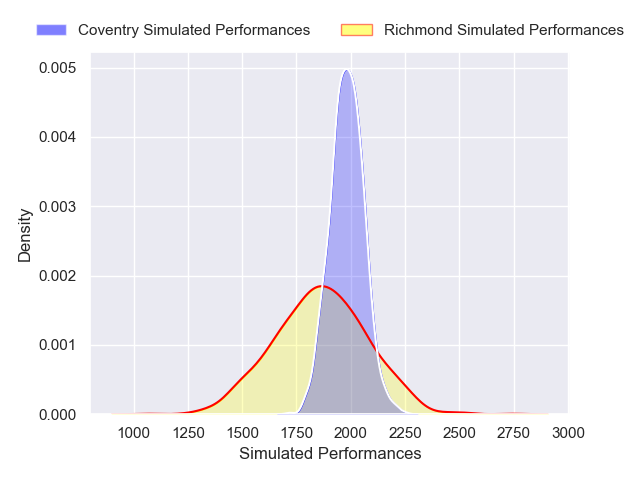 Coventry Simulated Performances Richmond Simulated Performances
0.005
0.004
0.003
0.002
0.001
0.000
Density
1000 1250 1500 1750 2000 2250 2500 2750 3000
Simulated Performances